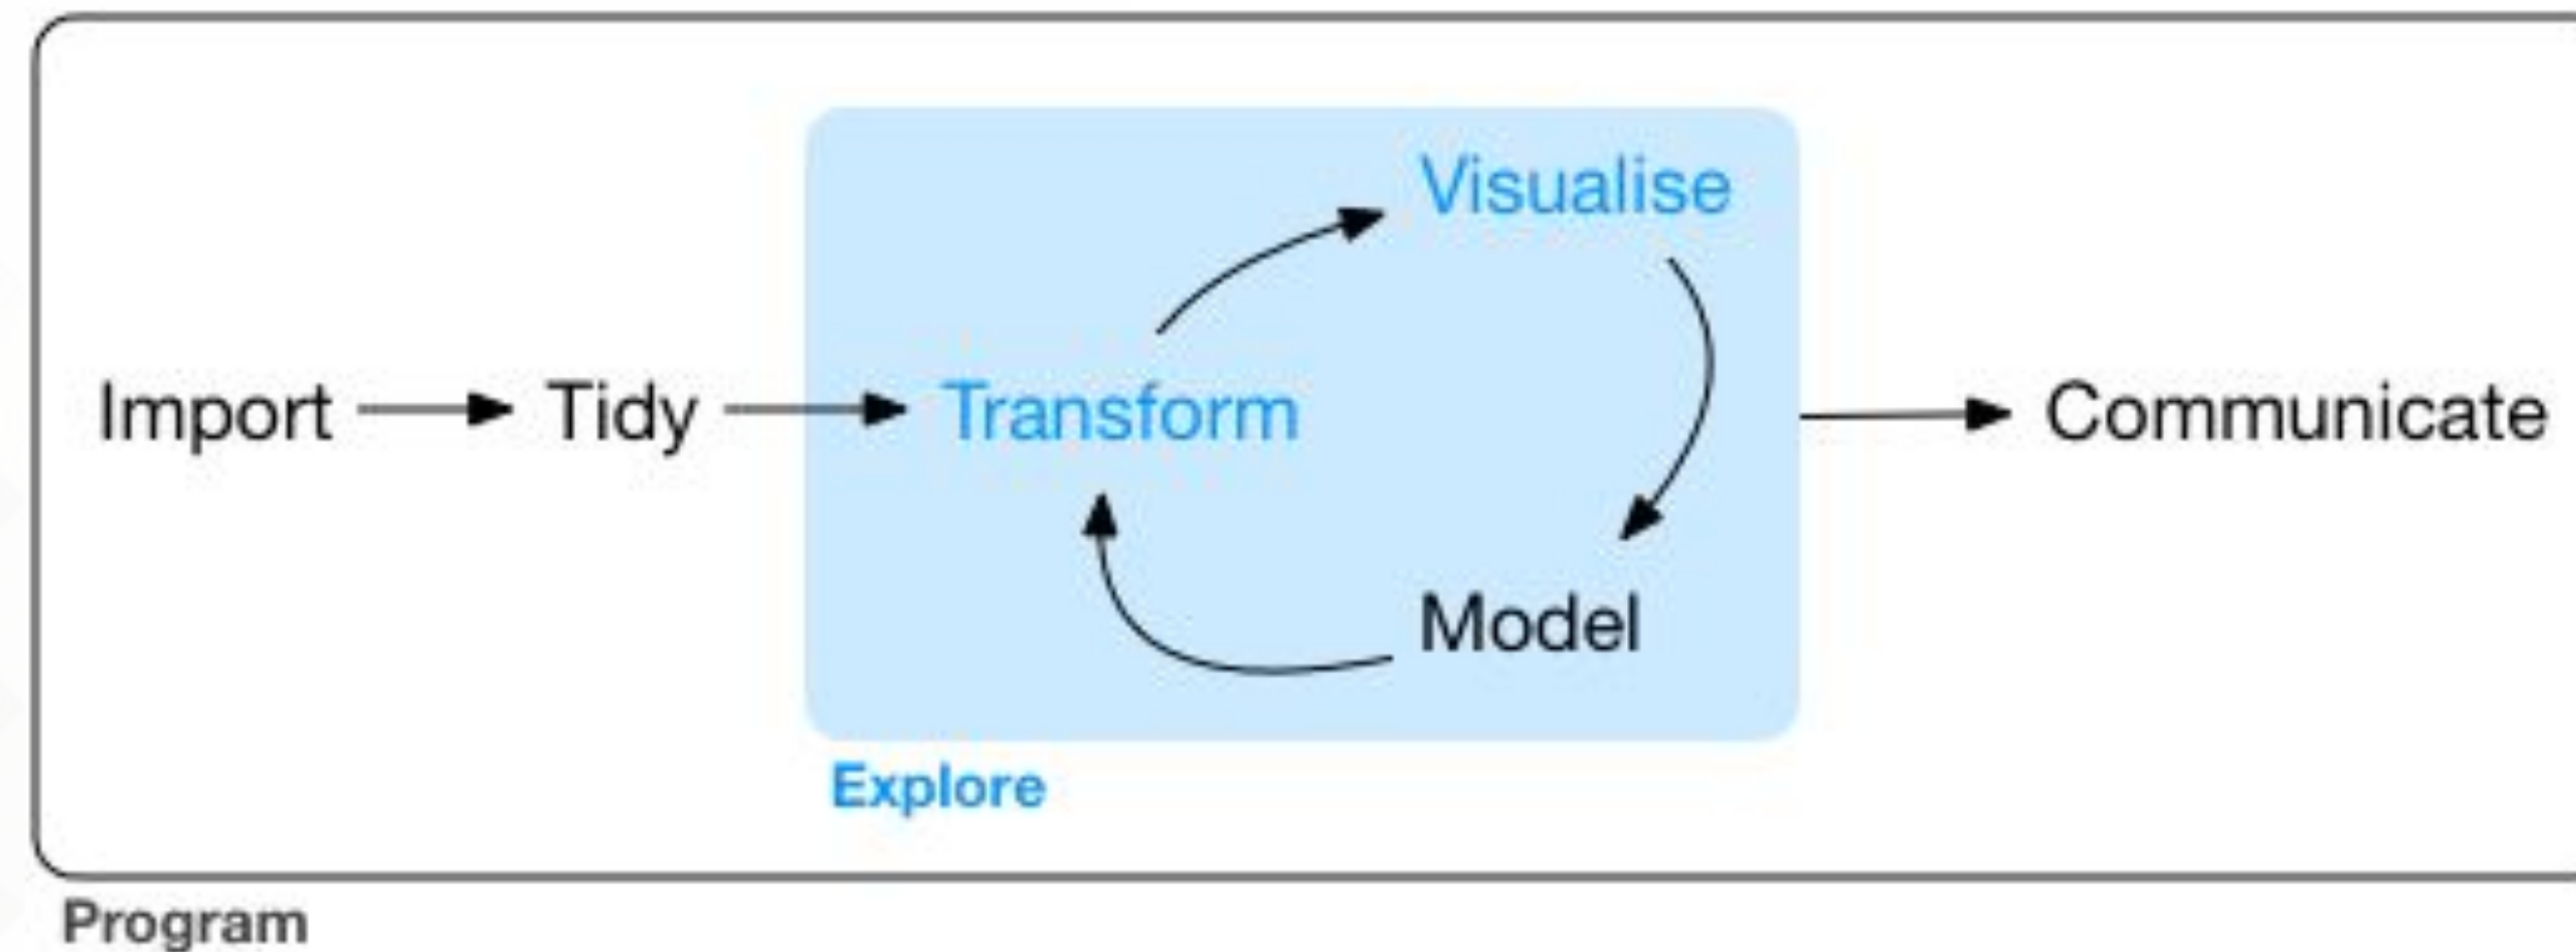 Visualise
Import
Tidy
Transform
Communicate
Model
Explore
Program